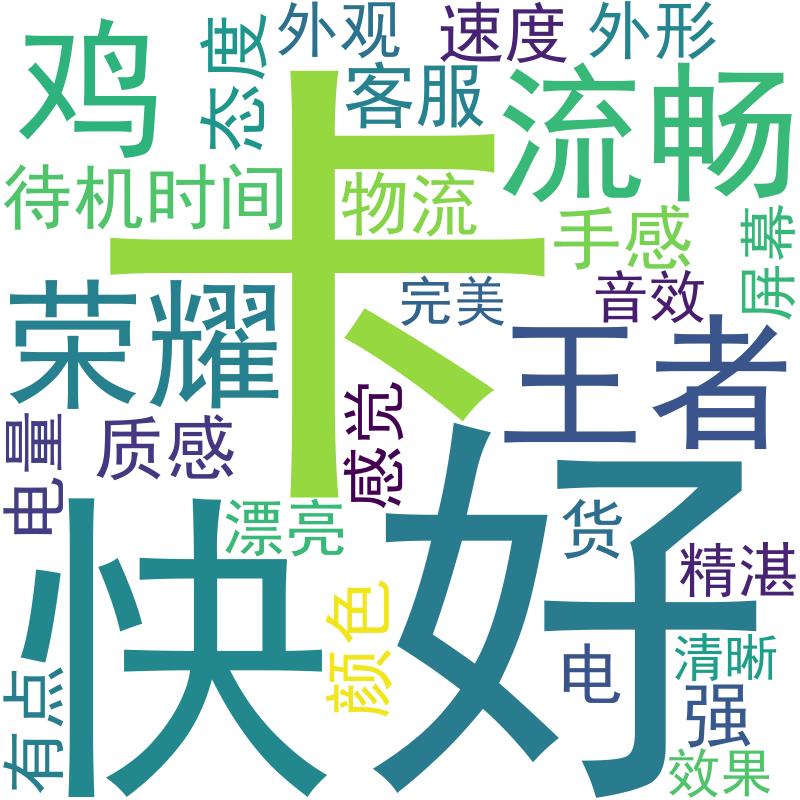 外观
速度
外形
鸡
态度
客服
流畅
卡
待机时间
物流
手感
屏幕
荣耀
完美
音效
王者
感觉
电量
质感
好
快
漂亮
货
精湛
颜色
清晰
有点
电
强
效果